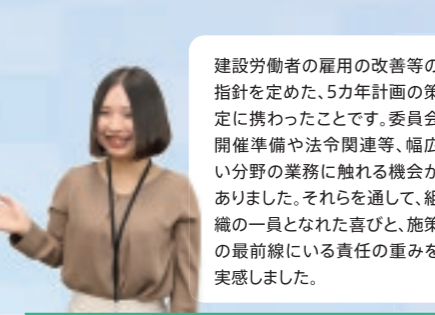 建設労働者の雇用の改善等の
指針を定めた、5カ年計画の策
定に携わったことです。委員会
開催準備や法令関連等、幅広
い分野の業務に触れる機会が
ありました。それらを通して、組
織の一員となれた喜びと、施策
の最前線にいる責任の重みを
実感しました。